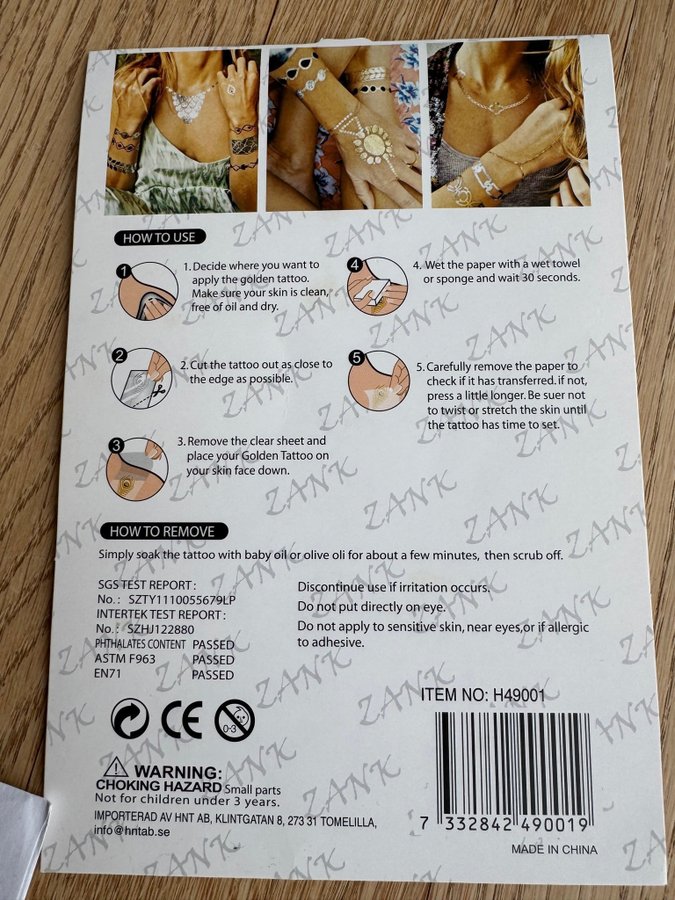 HOW TO USE
1
1. Decide where you want to
apply the golden tattoo.
Make sure your skin is clean,
free of oil and dry.
2
2. Cut the tattoo out as close to
the edge as possible.
3
3. Remove the clear sheet and
place your Golden Tattoo on
your skin face down.
4
4. Wet the paper with a wet towel
or sponge and wait 30 seconds.
5
5. Carefully remove the paper to
check if it has transferred. if not,
press a little longer. Be suer not
to twist or stretch the skin until
the tattoo has time to set.
HOW TO REMOVE
Simply soak the tattoo with baby oil or olive oli for about a few minutes, then scrub off.
SGS TEST REPORT :
No. : SZTY1110055679LP
INTERTEK TEST REPORT :
No.: SZHJ122880
PHTHALATES CONTENT PASSED
ASTM F963 PASSED
EN71 PASSED
Discontinue use if irritation occurs.
Do not put directly on eye.
Do not apply to sensitive skin, near eyes,or if allergic
to adhesive.
CE
0-3
WARNING:
CHOKING HAZARD Small parts
Not for children under 3 years.
IMPORTERAD AV HNT AB, KLINTGATAN 8, 273 31 TOMELILLA,
info@hntab.se
ITEM NO: H49001
7 332842 490019
MADE IN CHINA
ZANK